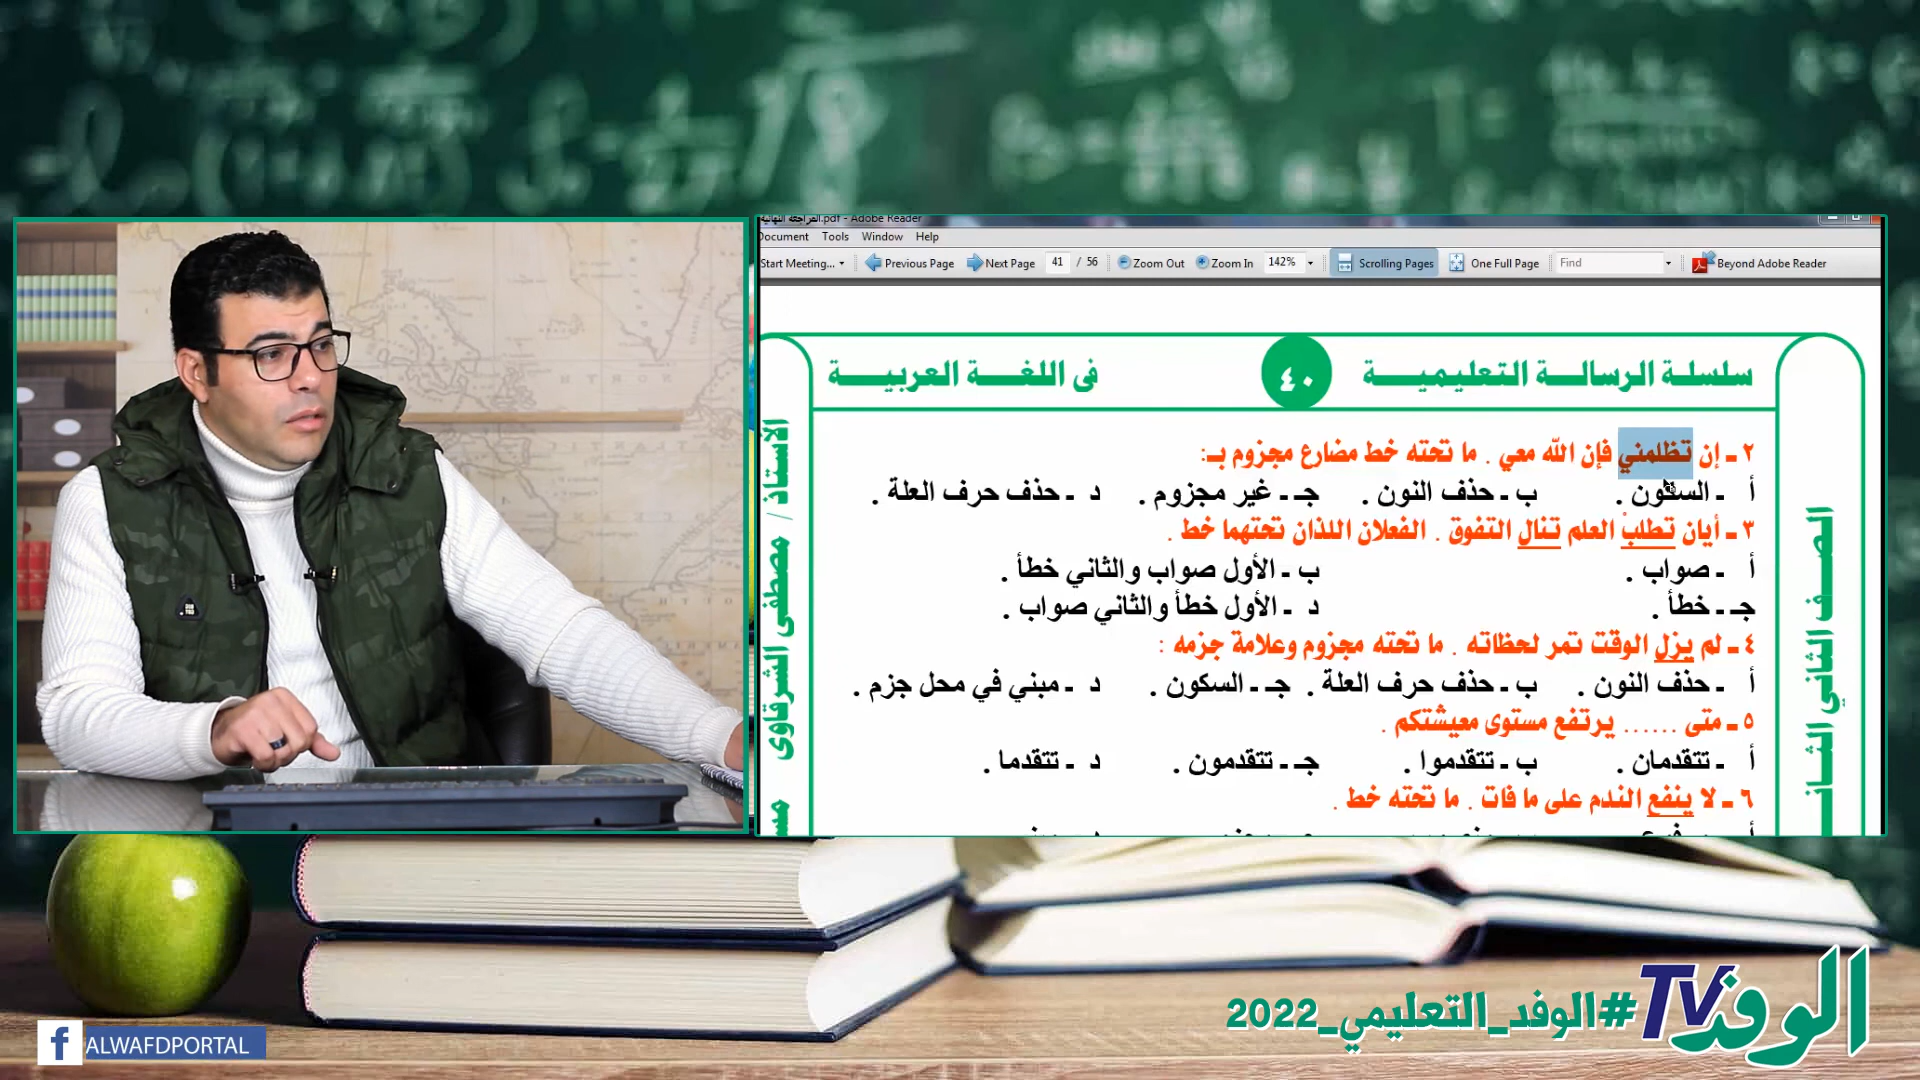 المراجعة النهائية.pdf - Adobe Reader
Document Tools Window Help
Start Meeting... Previous Page Next Page 41 / 56 Zoom Out Zoom In 142% Scrolling Pages One Full Page Find Beyond Adobe Reader
سلسلة الرسالة التعليمية ٤٠ فى اللغة العربية
٢ ـ إن تظلمني فإن الله معي . ما تحته خط مضارع مجزوم بـ:
أ ـ السكون . ب ـ حذف النون . جـ ـ غير مجزوم . د ـ حذف حرف العلة .
٣ ـ أيان تطلبْ العلم تنالِ التفوق . الفعلان اللذان تحتهما خط .
أ ـ صواب . ب ـ الأول صواب والثاني خطأ .
جـ ـ خطأ . د ـ الأول خطأ والثاني صواب .
٤ ـ لم يزلِ الوقت تمر لحظاته . ما تحته مجزوم وعلامة جزمه :
أ ـ حذف النون . ب ـ حذف حرف العلة . جـ ـ السكون . د ـ مبني في محل جزم .
٥ ـ متى ...... يرتفع مستوى معيشتكم .
أ ـ تتقدمان . ب ـ تتقدموا . جـ ـ تتقدمون . د ـ تتقدما .
٦ ـ لا ينفع الندم على ما فات . ما تحته خط .
الصف الثاني
الاستاذ / مصطفى الشرقاوى
#الوفد_التعليمي_2022
الوفد TV
f ALWAFDPORTAL